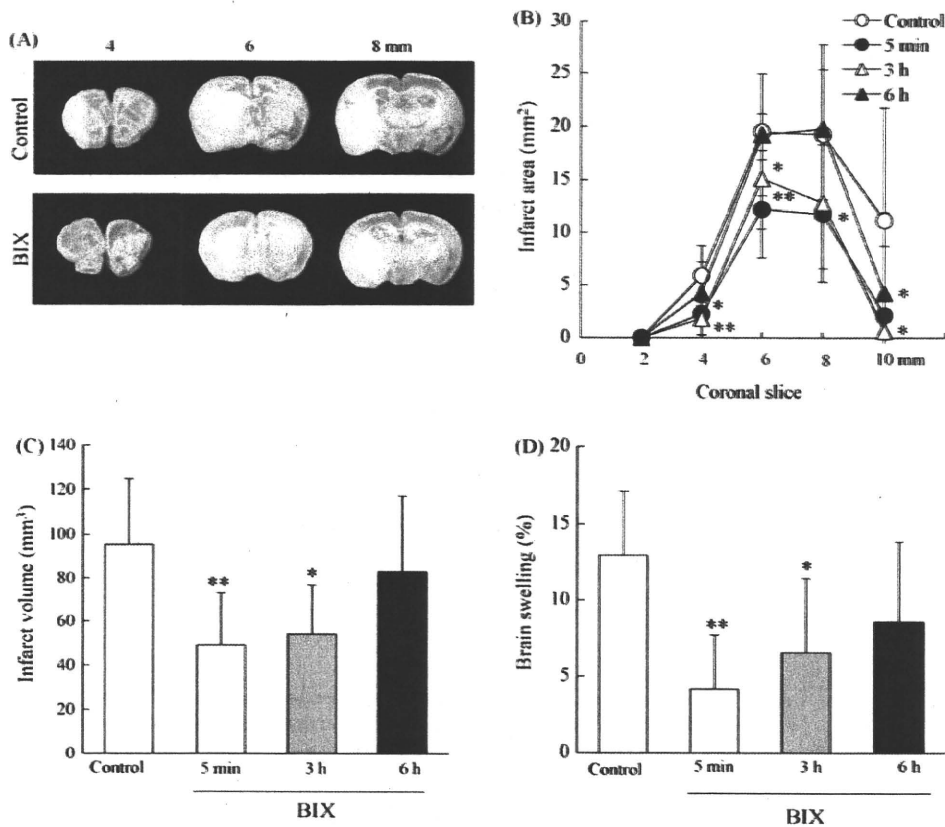 (A)
4 6 8 mm
Control
BIX
(B)
Control
5 min
3 h
6 h
Infarct area (mm²)
30
25
20
15
10
5
0
* ** * * ** * *
0 2 4 6 8 10 mm
Coronal slice
(C)
Infarct volume (mm³)
140
120
100
80
60
40
20
0
** *
Control 5 min 3 h 6 h
BIX
(D)
Brain swelling (%)
20
15
10
5
0
** *
Control 5 min 3 h 6 h
BIX